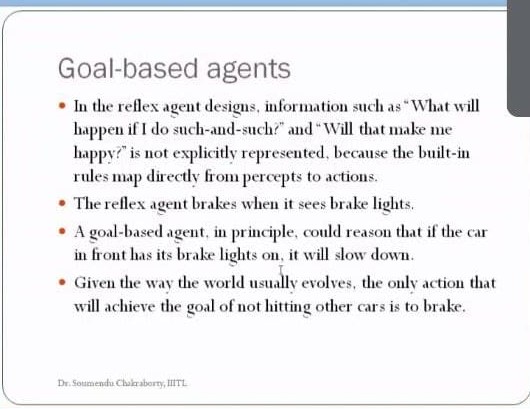 Goal-based agents
• In the reflex agent designs, information such as “What will
happen if I do such-and-such?” and “Will that make me
happy?” is not explicitly represented, because the built-in
rules map directly from percepts to actions.
• The reflex agent brakes when it sees brake lights.
• A goal-based agent, in principle, could reason that if the car
in front has its brake lights on, it will slow down.
• Given the way the world usually evolves, the only action that
will achieve the goal of not hitting other cars is to brake.
Dr. Soumendu Chakraborty, IIITL